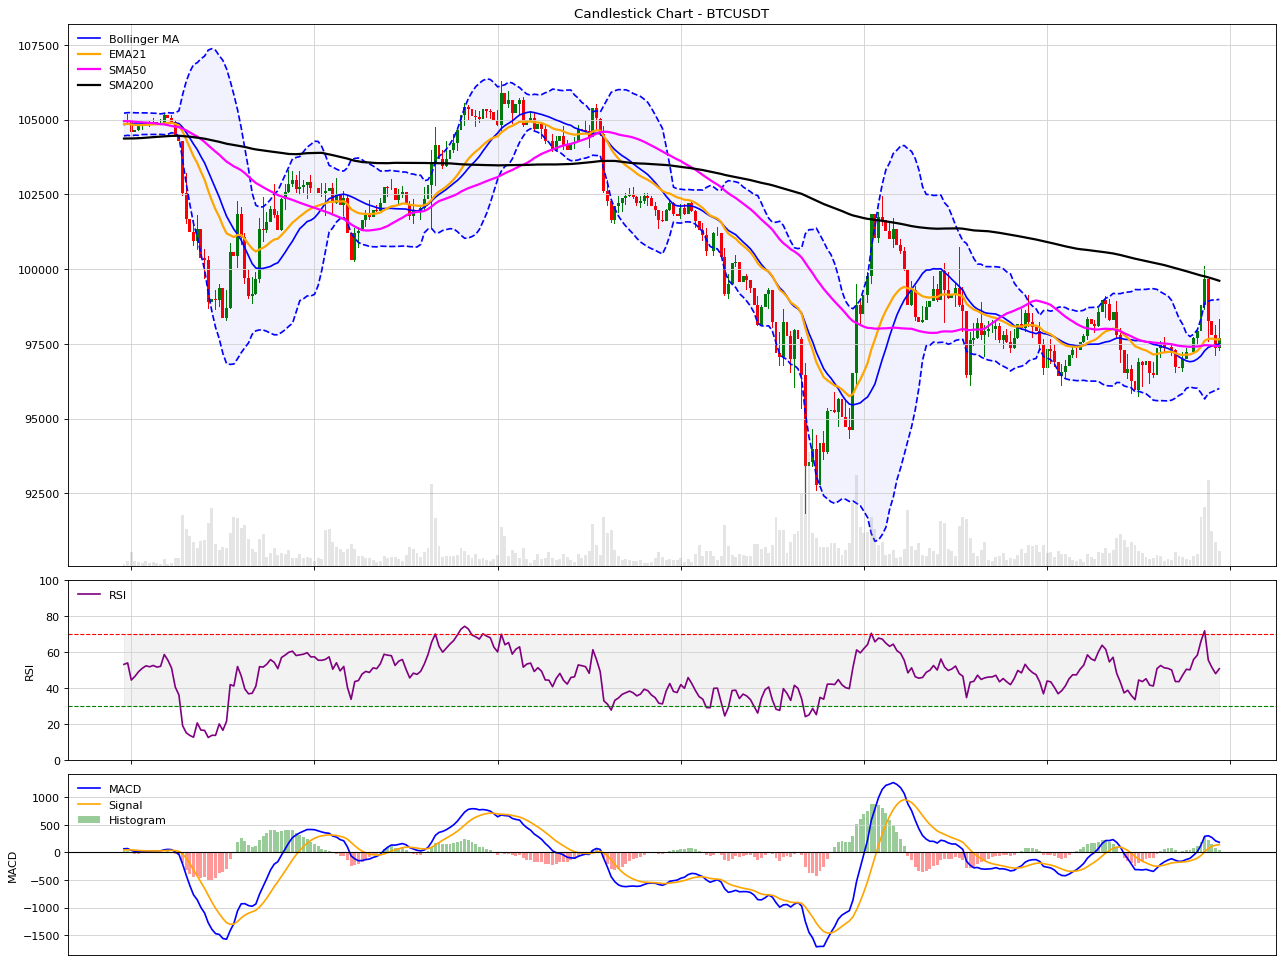 Candlestick Chart - BTCUSDT
Bollinger MA
EMA21
SMA50
SMA200
107500
105000
102500
100000
97500
95000
92500
RSI
100
80
60
40
20
0
RSI
MACD
Signal
Histogram
1000
500
0
−500
−1000
−1500
MACD